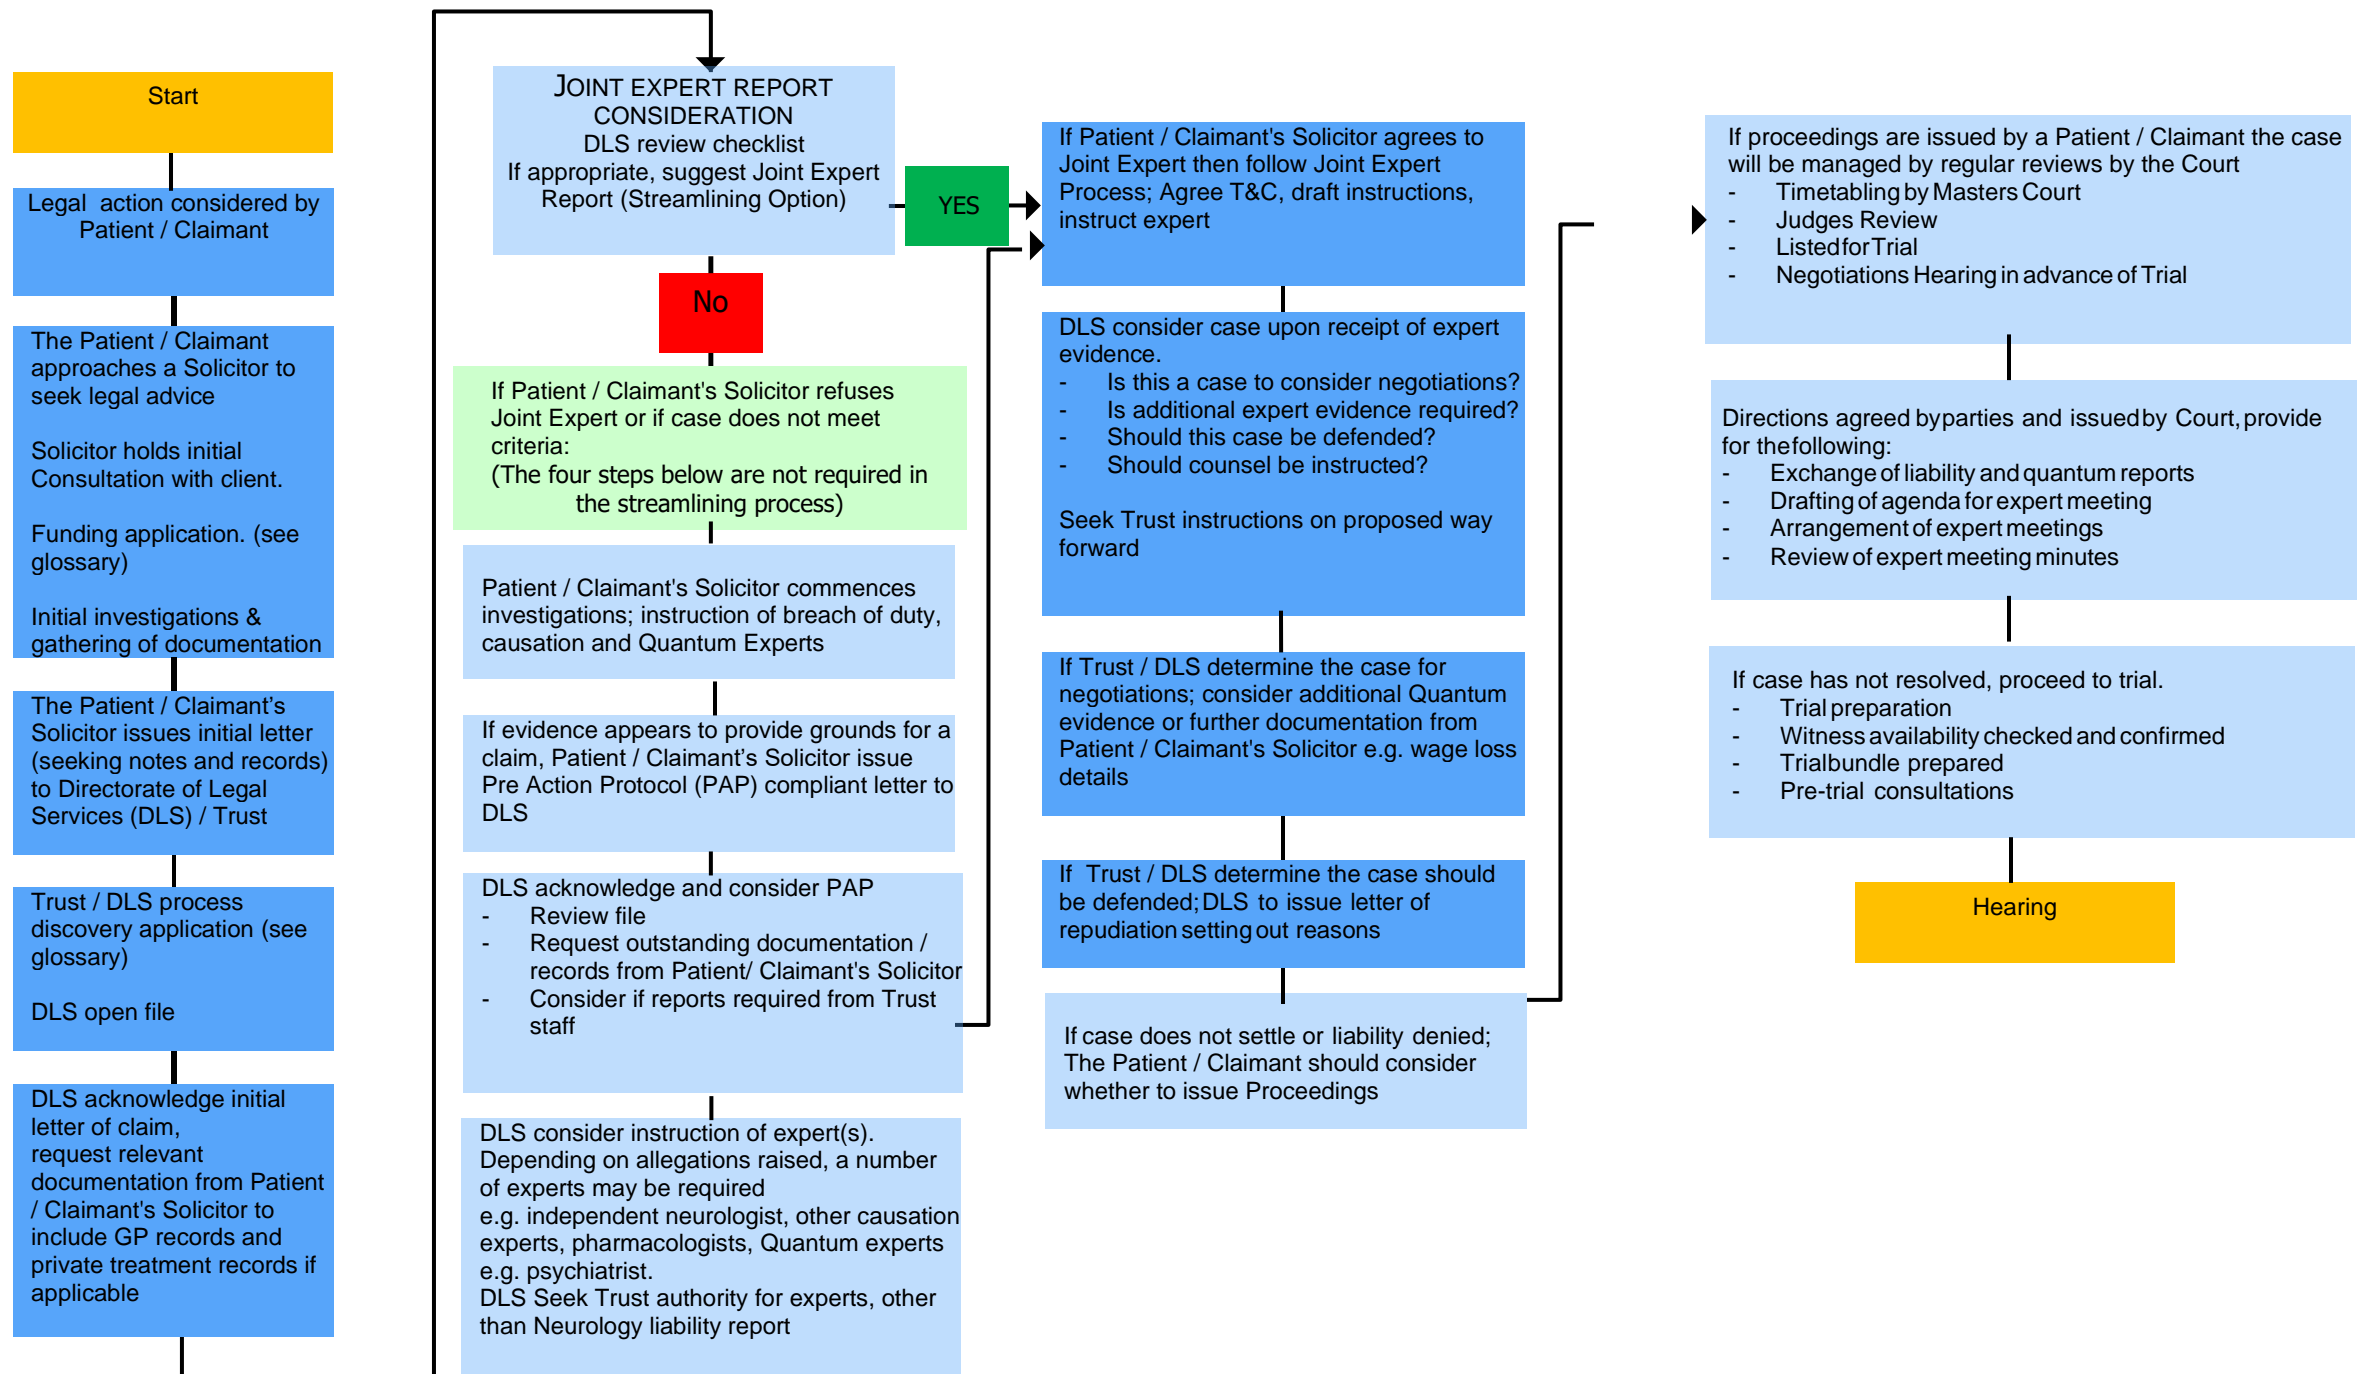 Start
Legal action considered by
Patient / Claimant
The Patient / Claimant
approaches a Solicitor to
seek legal advice
Solicitor holds initial
Consultation with client.
Funding application. (see
glossary)
Initial investigations &
gathering of documentation
The Patient / Claimant’s
Solicitor issues initial letter
(seeking notes and records)
to Directorate of Legal
Services (DLS) / Trust
Trust / DLS process
discovery application (see
glossary)
DLS open file
DLS acknowledge initial
letter of claim,
request relevant
documentation from Patient
/ Claimant's Solicitor to
include GP records and
private treatment records if
applicable
JOINT EXPERT REPORT
CONSIDERATION
DLS review checklist
If appropriate, suggest Joint Expert
Report (Streamlining Option)
YES
No
If Patient / Claimant's Solicitor refuses
Joint Expert or if case does not meet
criteria:
(The four steps below are not required in
the streamlining process)
Patient / Claimant's Solicitor commences
investigations; instruction of breach of duty,
causation and Quantum Experts
If evidence appears to provide grounds for a
claim, Patient / Claimant’s Solicitor issue
Pre Action Protocol (PAP) compliant letter to
DLS
DLS acknowledge and consider PAP
- Review file
- Request outstanding documentation /
records from Patient/ Claimant's Solicitor
- Consider if reports required from Trust
staff
DLS consider instruction of expert(s).
Depending on allegations raised, a number
of experts may be required
e.g. independent neurologist, other causation
experts, pharmacologists, Quantum experts
e.g. psychiatrist.
DLS Seek Trust authority for experts, other
than Neurology liability report
If Patient / Claimant's Solicitor agrees to
Joint Expert then follow Joint Expert
Process; Agree T&C, draft instructions,
instruct expert
DLS consider case upon receipt of expert
evidence.
- Is this a case to consider negotiations?
- Is additional expert evidence required?
- Should this case be defended?
- Should counsel be instructed?
Seek Trust instructions on proposed way
forward
If Trust / DLS determine the case for
negotiations; consider additional Quantum
evidence or further documentation from
Patient / Claimant's Solicitor e.g. wage loss
details
If Trust / DLS determine the case should
be defended;DLS to issue letter of
repudiation setting out reasons
If case does not settle or liability denied;
The Patient / Claimant should consider
whether to issue Proceedings
If proceedings are issued by a Patient / Claimant the case
will be managed by regular reviews by the Court
- Timetabling by Masters Court
- Judges Review
- ListedforTrial
- Negotiations Hearing in advance of Trial
Directions agreed byparties and issuedby Court,provide
for thefollowing:
- Exchange of liability and quantum reports
- Drafting of agenda for expert meeting
- Arrangement of expert meetings
- Review of expert meeting minutes
If case has not resolved, proceed to trial.
- Trial preparation
- Witness availability checked and confirmed
- Trialbundle prepared
- Pre-trial consultations
Hearing